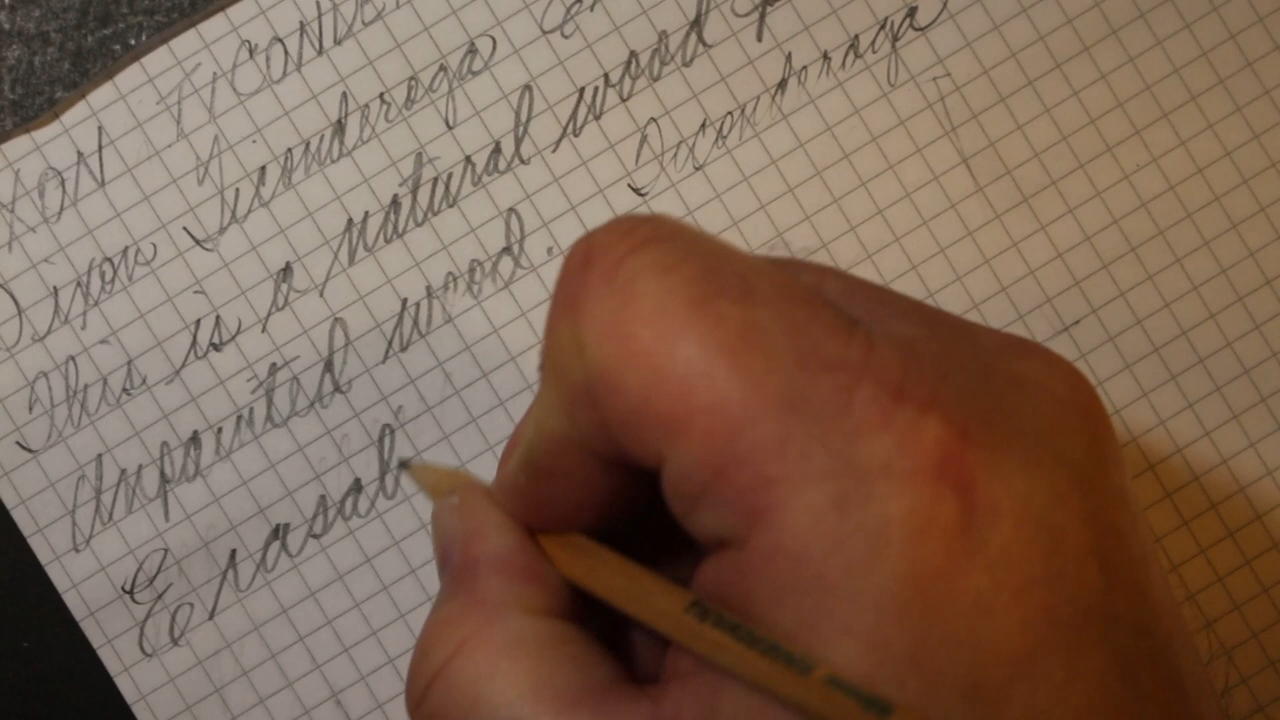 XON TICONDE
Dixon Ticonderoga
This is a natural wood
Ticonderoga
Unpainted wood.
Erasab